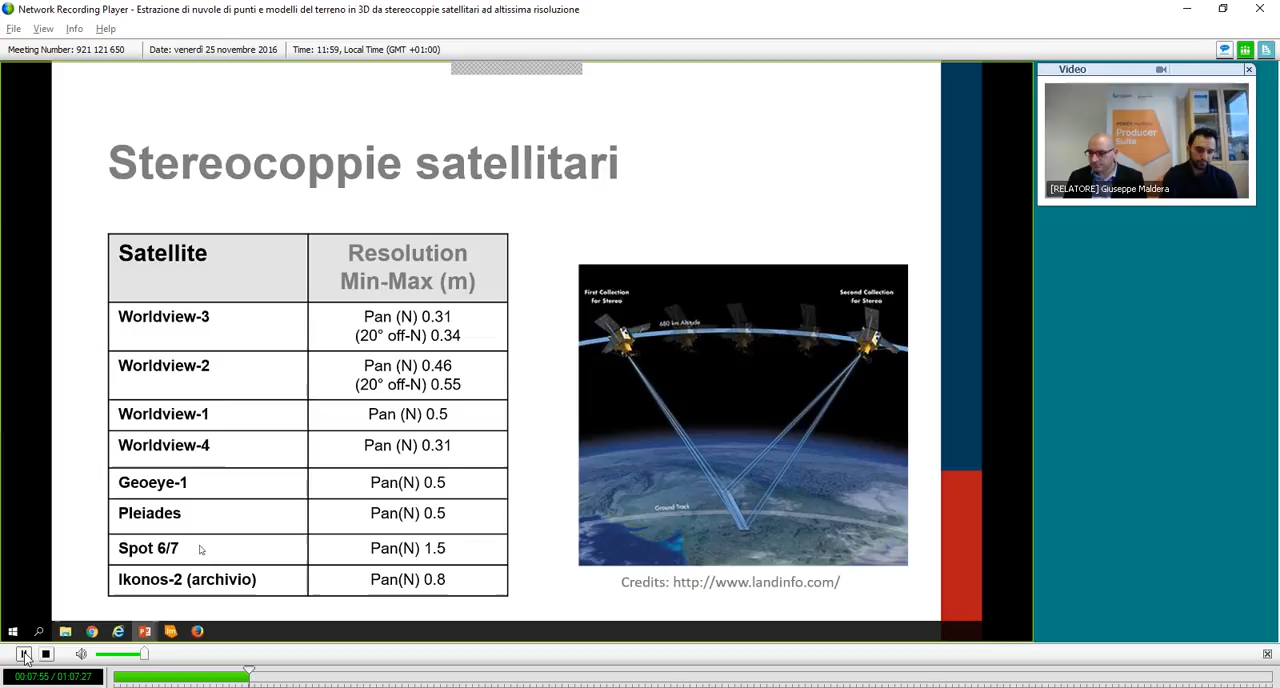 Network Recording Player - Estrazione di nuvole di punti e modelli del terreno in 3D da stereocoppie satellitari ad altissima risoluzione
File View Info Help
Meeting Number: 921 121 650 Date: venerdì 25 novembre 2016 Time: 11:59, Local Time (GMT +01:00)
Video
Producer
Suite
[RELATORE] Giuseppe Maldera
Stereocoppie satellitari
Satellite Resolution
Min-Max (m)
Worldview-3 Pan (N) 0.31
(20° off-N) 0.34
Worldview-2 Pan (N) 0.46
(20° off-N) 0.55
Worldview-1 Pan (N) 0.5
Worldview-4 Pan (N) 0.31
Geoeye-1 Pan(N) 0.5
Pleiades Pan(N) 0.5
Spot 6/7 Pan(N) 1.5
Ikonos-2 (archivio) Pan(N) 0.8
First Collection
for Stereo
Second Collection
for Stereo
680 km Altitude
Ground Track
Credits: http://www.landinfo.com/
00:07:55 / 01:07:27